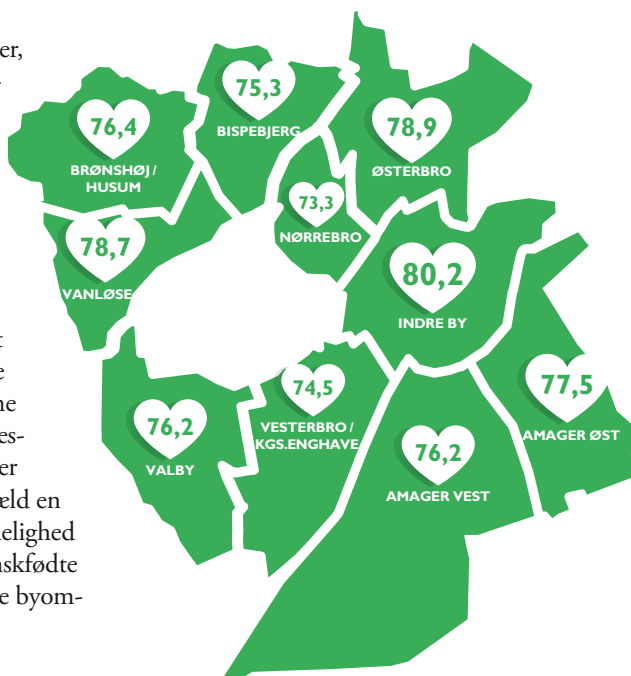 er,
-
t
e
ne
es-
er
æld en
elighed
nskfødte
e byom-
75,3
BISPEBJERG
76,4
BRØNSHØJ /
HUSUM
78,9
ØSTERBRO
73,3
NØRREBRO
78,7
VANLØSE
80,2
INDRE BY
77,5
AMAGER ØST
74,5
VESTERBRO /
KGS.ENGHAVE
76,2
VALBY
76,2
AMAGER VEST